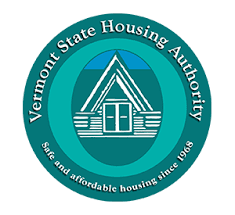 Vermont State Housing Authority
Safe and affordable housing since 1968